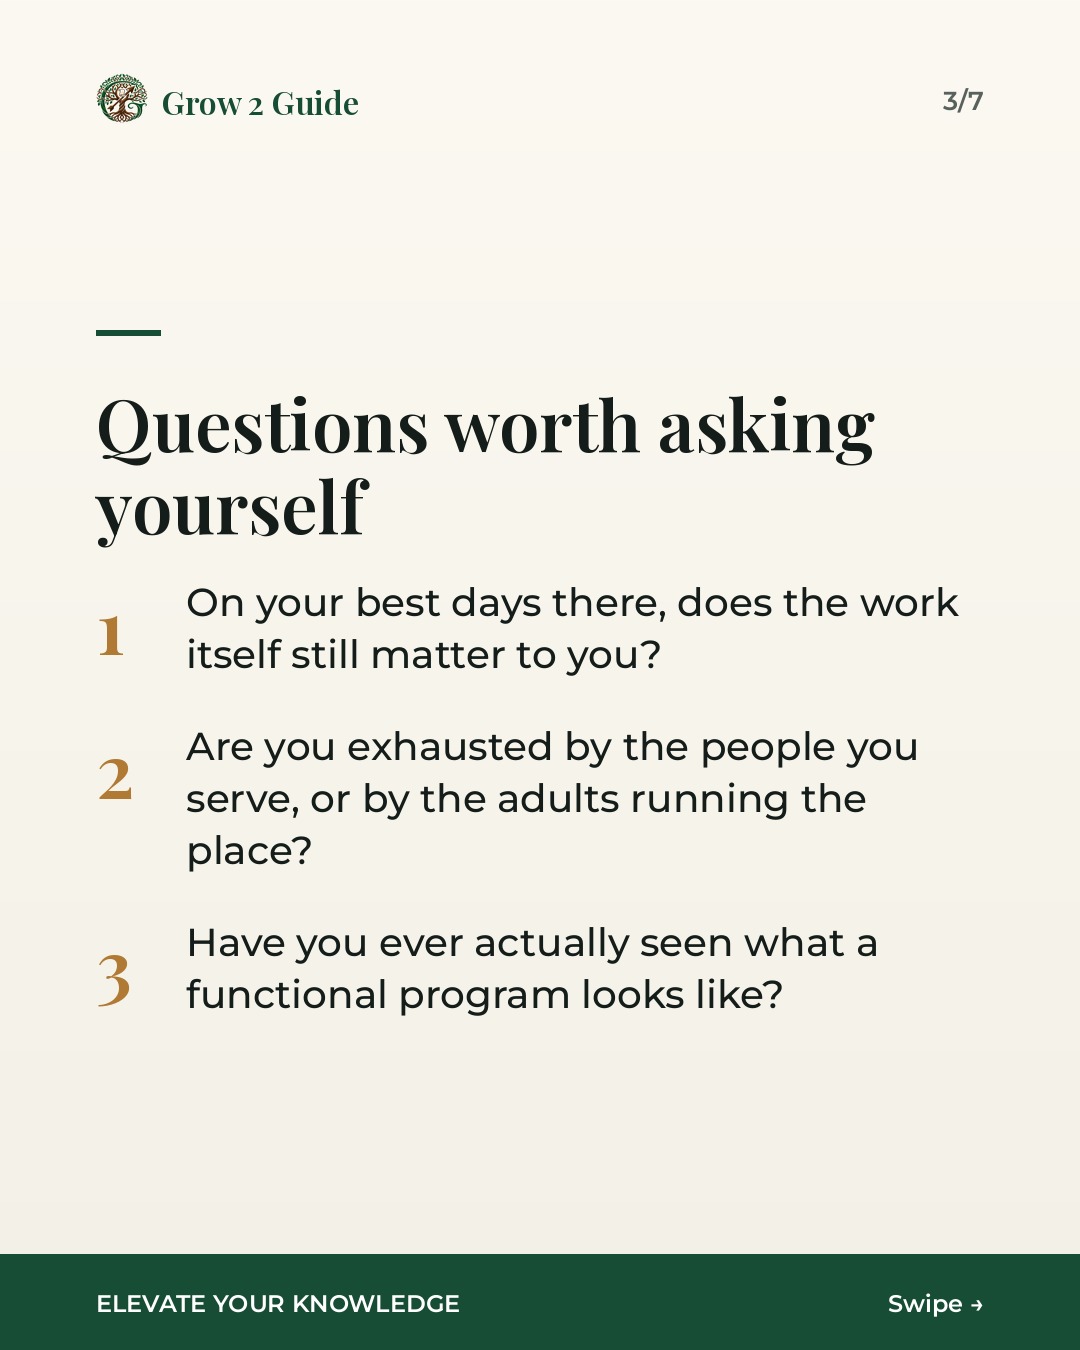 Grow 2 Guide
3/7
Questions worth asking
yourself
1 On your best days there, does the work
itself still matter to you?
2 Are you exhausted by the people you
serve, or by the adults running the
place?
3 Have you ever actually seen what a
functional program looks like?
ELEVATE YOUR KNOWLEDGE
Swipe →